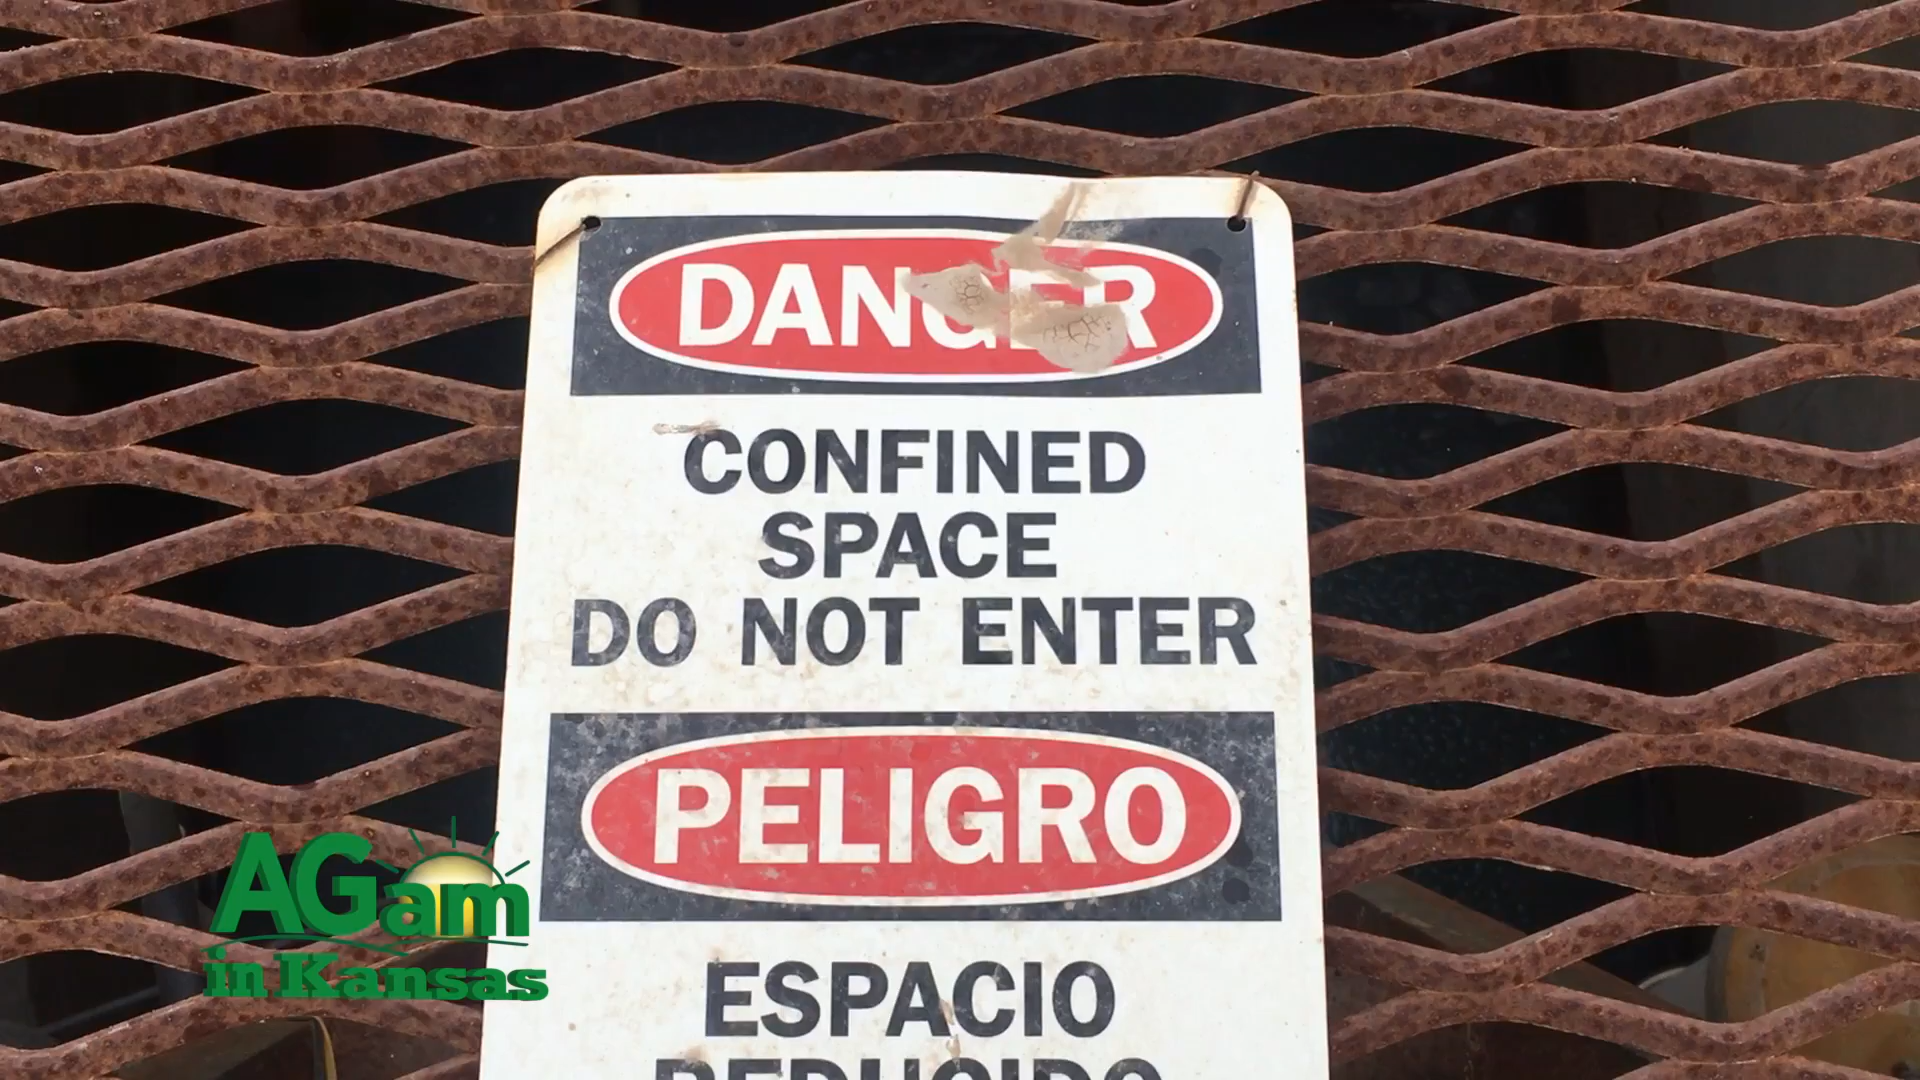 DANGER
CONFINED
SPACE
DO NOT ENTER
PELIGRO
ESPACIO
REDUCIDO
AGam
in Kansas